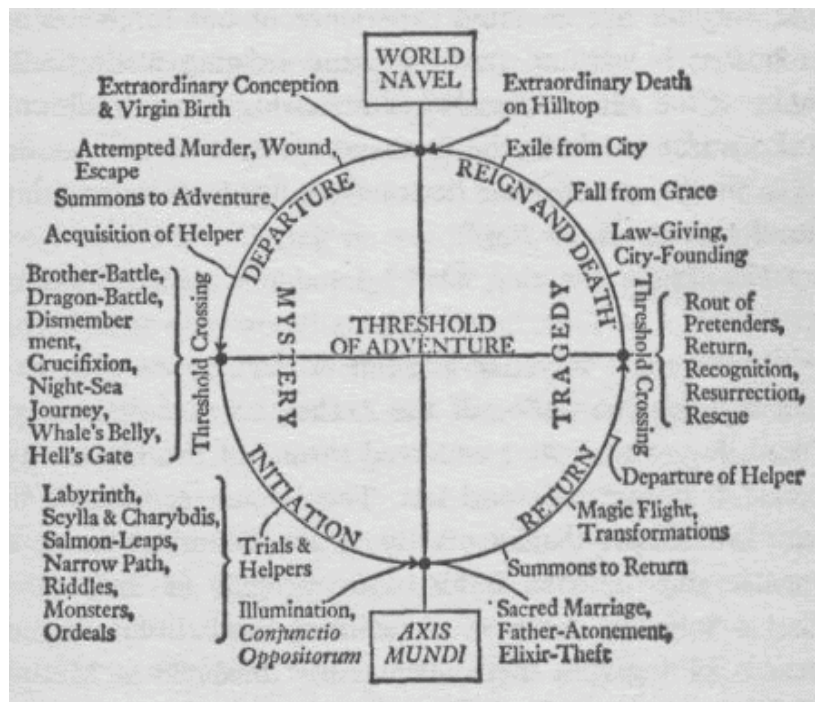 WORLD
NAVEL
Extraordinary Conception
& Virgin Birth
Extraordinary Death
on Hilltop
Attempted Murder, Wound,
Escape
Exile from City
Summons to Adventure,
Fall from Grace
Acquisition of Helper
Law-Giving,
City-Founding
DEPARTURE
REIGN AND DEATH
Brother-Battle,
Dragon-Battle,
Dismember
ment,
Crucifixion,
Night-Sea
Journey,
Whale's Belly,
Hell's Gate
Threshold Crossing
MYSTERY
THRESHOLD
OF ADVENTURE
TRAGEDY
Threshold Crossing
Rout of
Pretenders,
Return,
Recognition,
Resurrection,
Rescue
INITIATION
RETURN
Departure of Helper
Labyrinth,
Scylla & Charybdis,
Salmon-Leaps,
Narrow Path,
Riddles,
Monsters,
Ordeals
Trials &
Helpers
Magic Flight,
Transformations
Summons to Return
Illumination,
Conjunctio
Oppositorum
AXIS
MUNDI
Sacred Marriage,
Father-Atonement,
Elixir-Theft